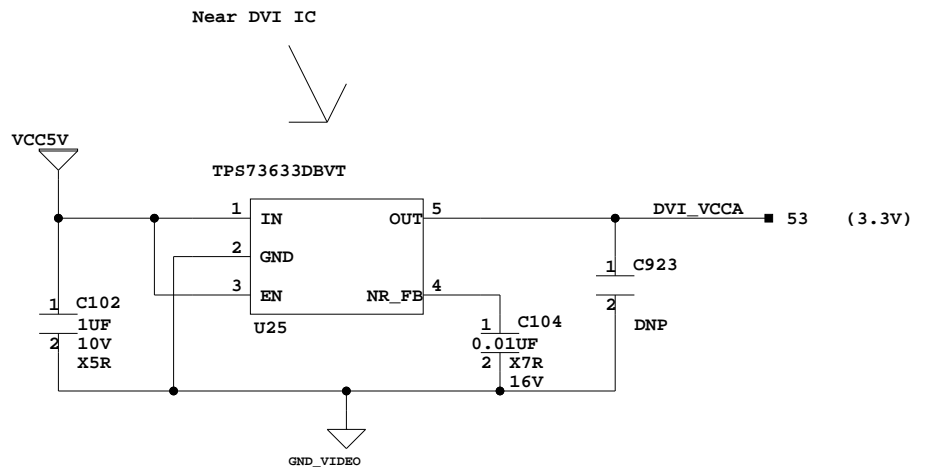 Near DVI IC
VCC5V
TPS73633DBVT
1 IN OUT 5
DVI_VCCA 53 (3.3V)
2 GND
3 EN NR_FB 4
U25
1 C102
1UF
2 10V
X5R
1 C104
0.01UF
2 X7R
16V
1 C923
2
DNP
GND_VIDEO